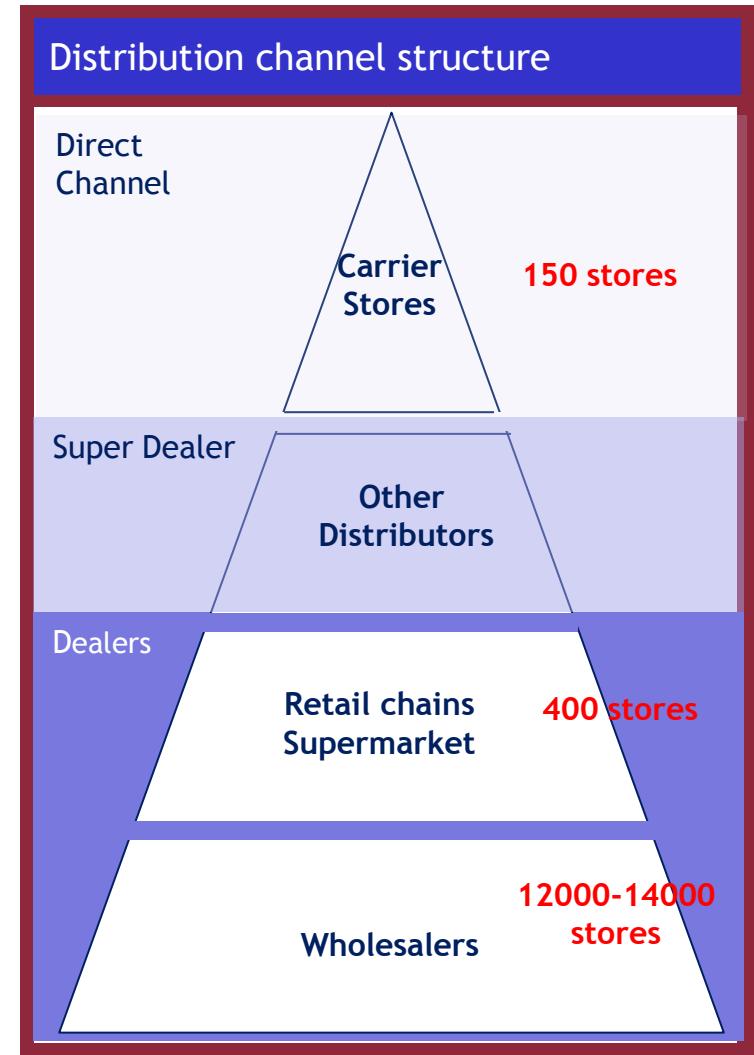 Distribution channel structure
Direct
Channel
Carrier
Stores
150 stores
Super Dealer
Other
Distributors
Dealers
Retail chains
Supermarket
400 stores
12000-14000
stores
Wholesalers